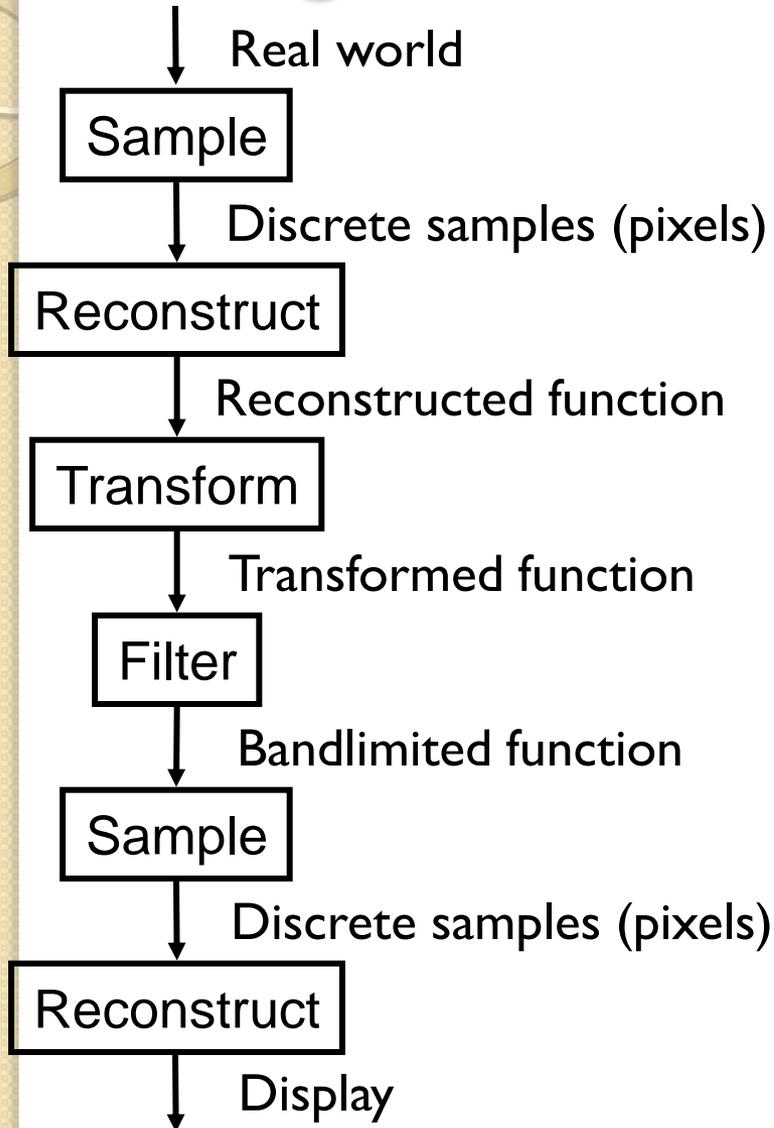 Real world
Sample
Discrete samples (pixels)
Reconstruct
Reconstructed function
Transform
Transformed function
Filter
Bandlimited function
Sample
Discrete samples (pixels)
Reconstruct
Display